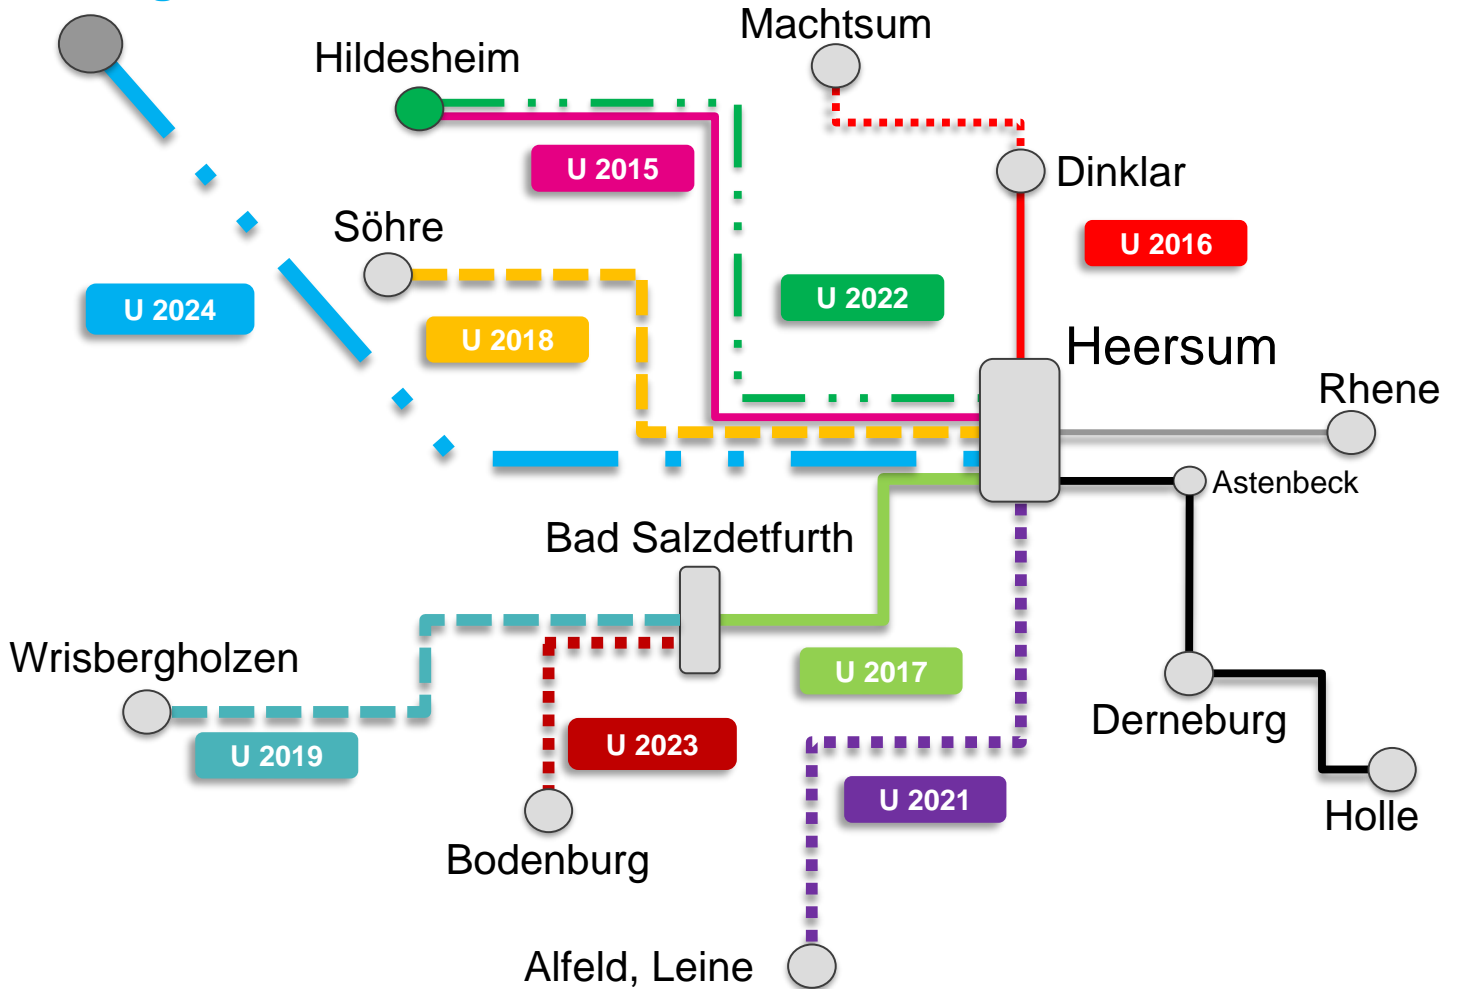 Machtsum
Hildesheim
U 2015
Dinklar
Söhre
U 2016
U 2024
U 2022
U 2018
Heersum
Rhene
Astenbeck
Bad Salzdetfurth
Wrisbergholzen
U 2017
Derneburg
U 2019
U 2023
U 2021
Holle
Bodenburg
Alfeld, Leine